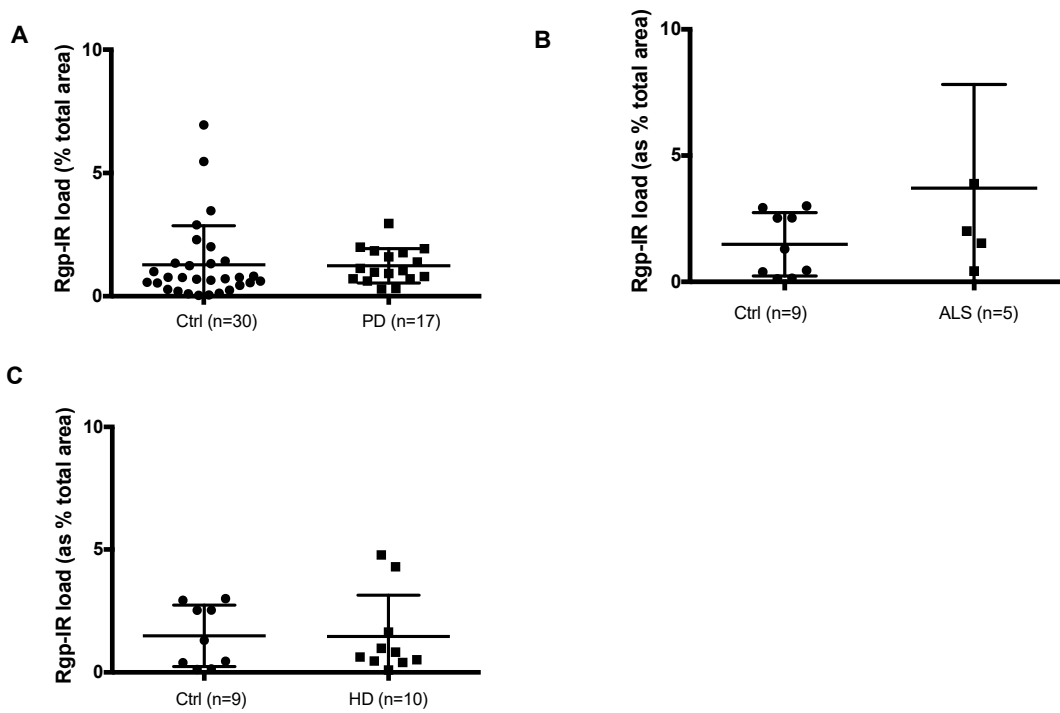 A
Rgp-IR load (% total area)
10
5
0
Ctrl (n=30)
PD (n=17)
B
Rgp-IR load (as % total area)
10
5
0
Ctrl (n=9)
ALS (n=5)
C
Rgp-IR load (as % total area)
10
5
0
Ctrl (n=9)
HD (n=10)